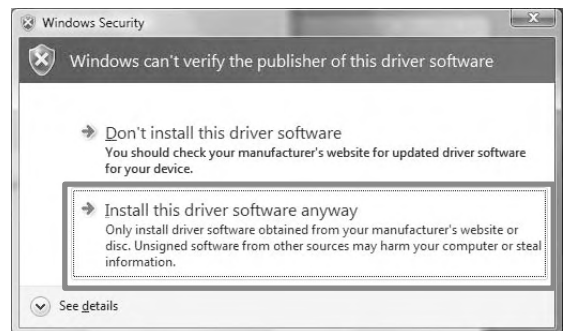 Windows Security
Windows can't verify the publisher of this driver software
Don't install this driver software
You should check your manufacturer's website for updated driver software
for your device.
Install this driver software anyway
Only install driver software obtained from your manufacturer's website or
disc. Unsigned software from other sources may harm your computer or steal
information.
See details